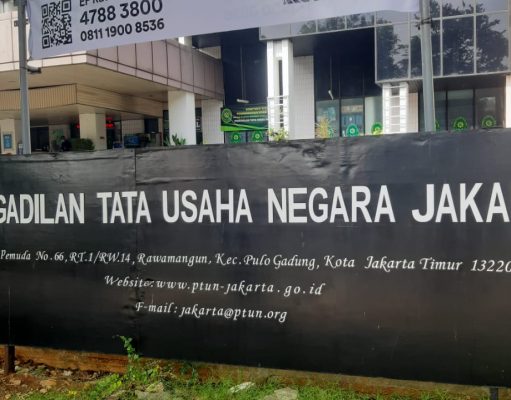 4788 3800
0811 1900 8536
GADILAN TATA USAHA NEGARA JAKA
Pemuda No.66, RT.1/RW.14, Rawamangun, Kec.Pulo Gadung, Kota Jakarta Timur 13220
Website: www.ptun-jakarta.go.id
E-mail : jakarta@ptun.org